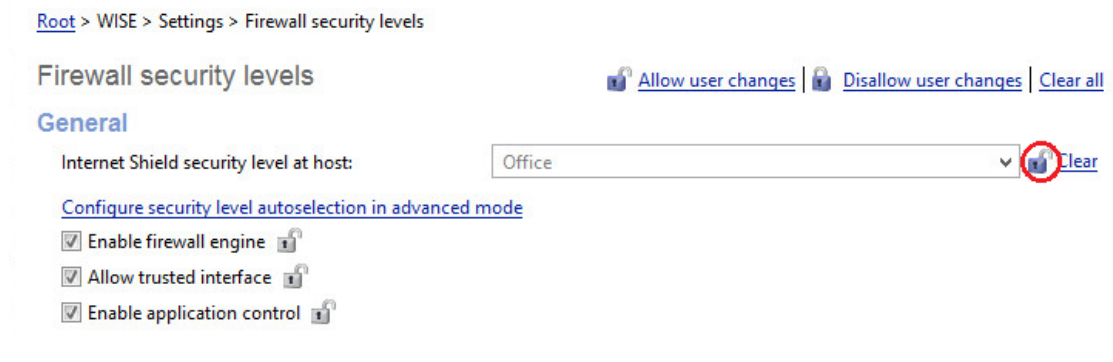 Root > WISE > Settings > Firewall security levels
Firewall security levels
Allow user changes | Disallow user changes | Clear all
General
Internet Shield security level at host: Office Clear
Configure security level autoselection in advanced mode
Enable firewall engine
Allow trusted interface
Enable application control